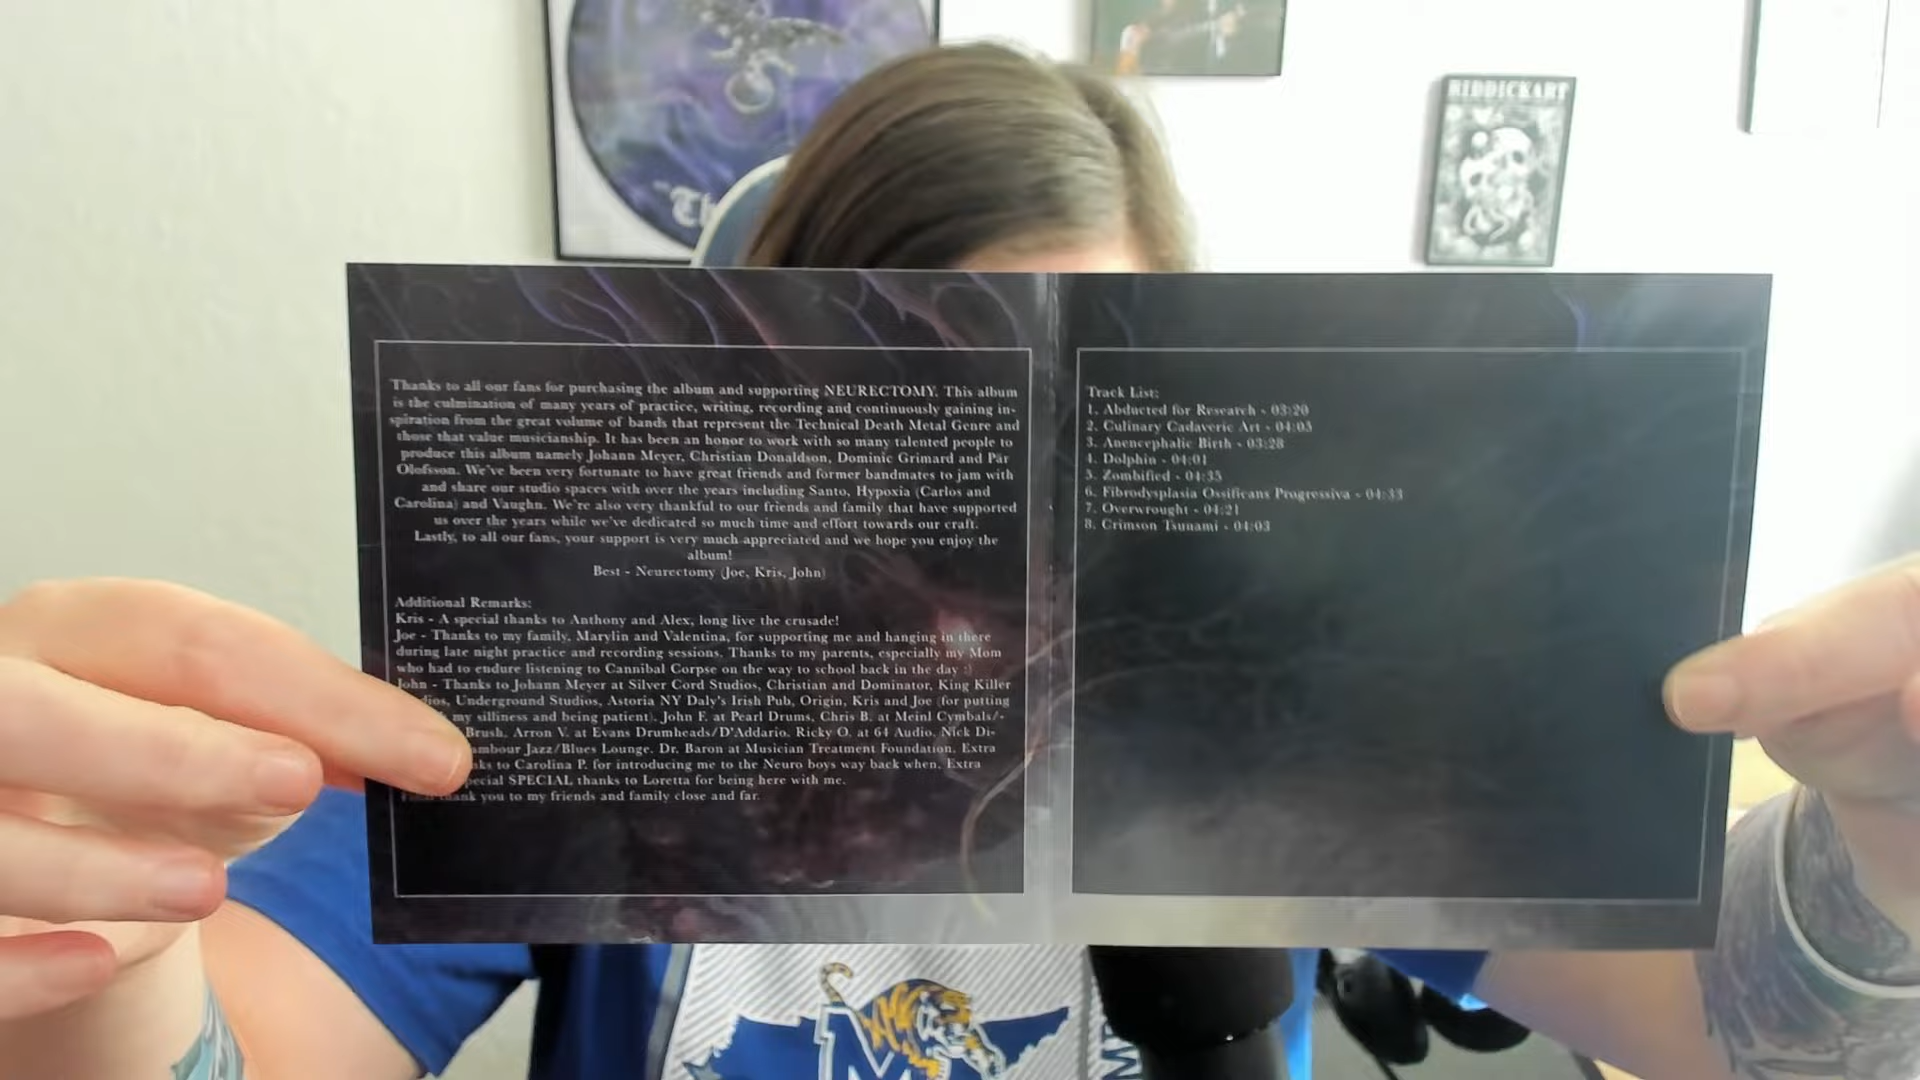 RIDDICKART
"Th
Thanks to all our fans for purchasing the album and supporting NEURECTOMY. This album
is the culmination of many years of practice, writing, recording and continuously gaining in-
spiration from the great volume of bands that represent the Technical Death Metal Genre and
those that value musicianship. It has been an honor to work with so many talented people to
produce this album namely Johann Meyer, Christian Donaldson, Dominic Grimard and Pär
Olofsson. We've been very fortunate to have great friends and former bandmates to jam with
and share our studio spaces with over the years including Santo, Hypoxia (Carlos and
Carolina) and Vaughn. We're also very thankful to our friends and family that have supported
us over the years while we've dedicated so much time and effort towards our craft.
Lastly, to all our fans, your support is very much appreciated and we hope you enjoy the
album!
Best - Neurectomy (Joe, Kris, John)
Additional Remarks:
Kris - A special thanks to Anthony and Alex, long live the crusade!
Joe - Thanks to my family, Marylin and Valentina, for supporting me and hanging in there
during late night practice and recording sessions. Thanks to my parents, especially my Mom
who had to endure listening to Cannibal Corpse on the way to school back in the day :)
John - Thanks to Johann Meyer at Silver Cord Studios, Christian and Dominator, King Killer
dios, Underground Studios, Astoria NY Daly's Irish Pub, Origin, Kris and Joe (for putting
my silliness and being patient). John F. at Pearl Drums, Chris B. at Meinl Cymbals/-
Brush, Arron V. at Evans Drumheads/D'Addario. Ricky O. at 64 Audio. Nick Di-
ambour Jazz/Blues Lounge. Dr. Baron at Musician Treatment Foundation. Extra
nks to Carolina P. for introducing me to the Neuro boys way back when. Extra
pecial SPECIAL thanks to Loretta for being here with me.
ank you to my friends and family close and far.
Track List:
1. Abducted for Research - 03:20
2. Culinary Cadaveric Art - 04:05
3. Anencephalic Birth - 03:28
4. Dolphin - 04:01
5. Zombified - 04:35
6. Fibrodysplasia Ossificans Progressiva - 04:33
7. Overwrought - 04:21
8. Crimson Tsunami - 04:03
M